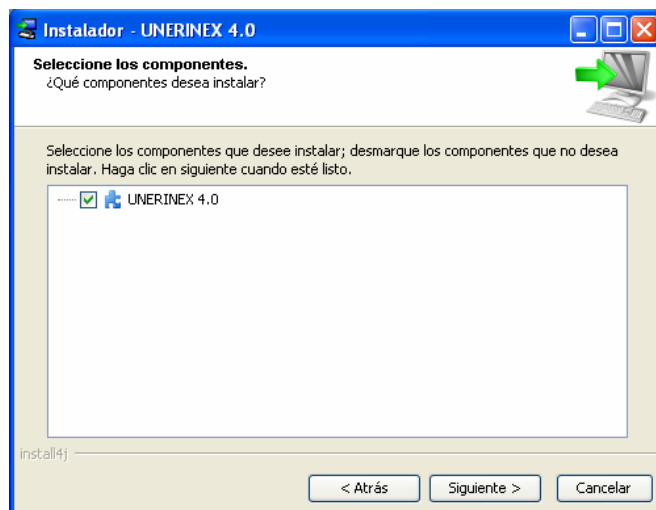 Instalador - UNERINEX 4.0
Seleccione los componentes.
¿Qué componentes desea instalar?
Seleccione los componentes que desee instalar; desmarque los componentes que no desea
instalar. Haga clic en siguiente cuando esté listo.
UNERINEX 4.0
install4j
< Atrás
Siguiente >
Cancelar